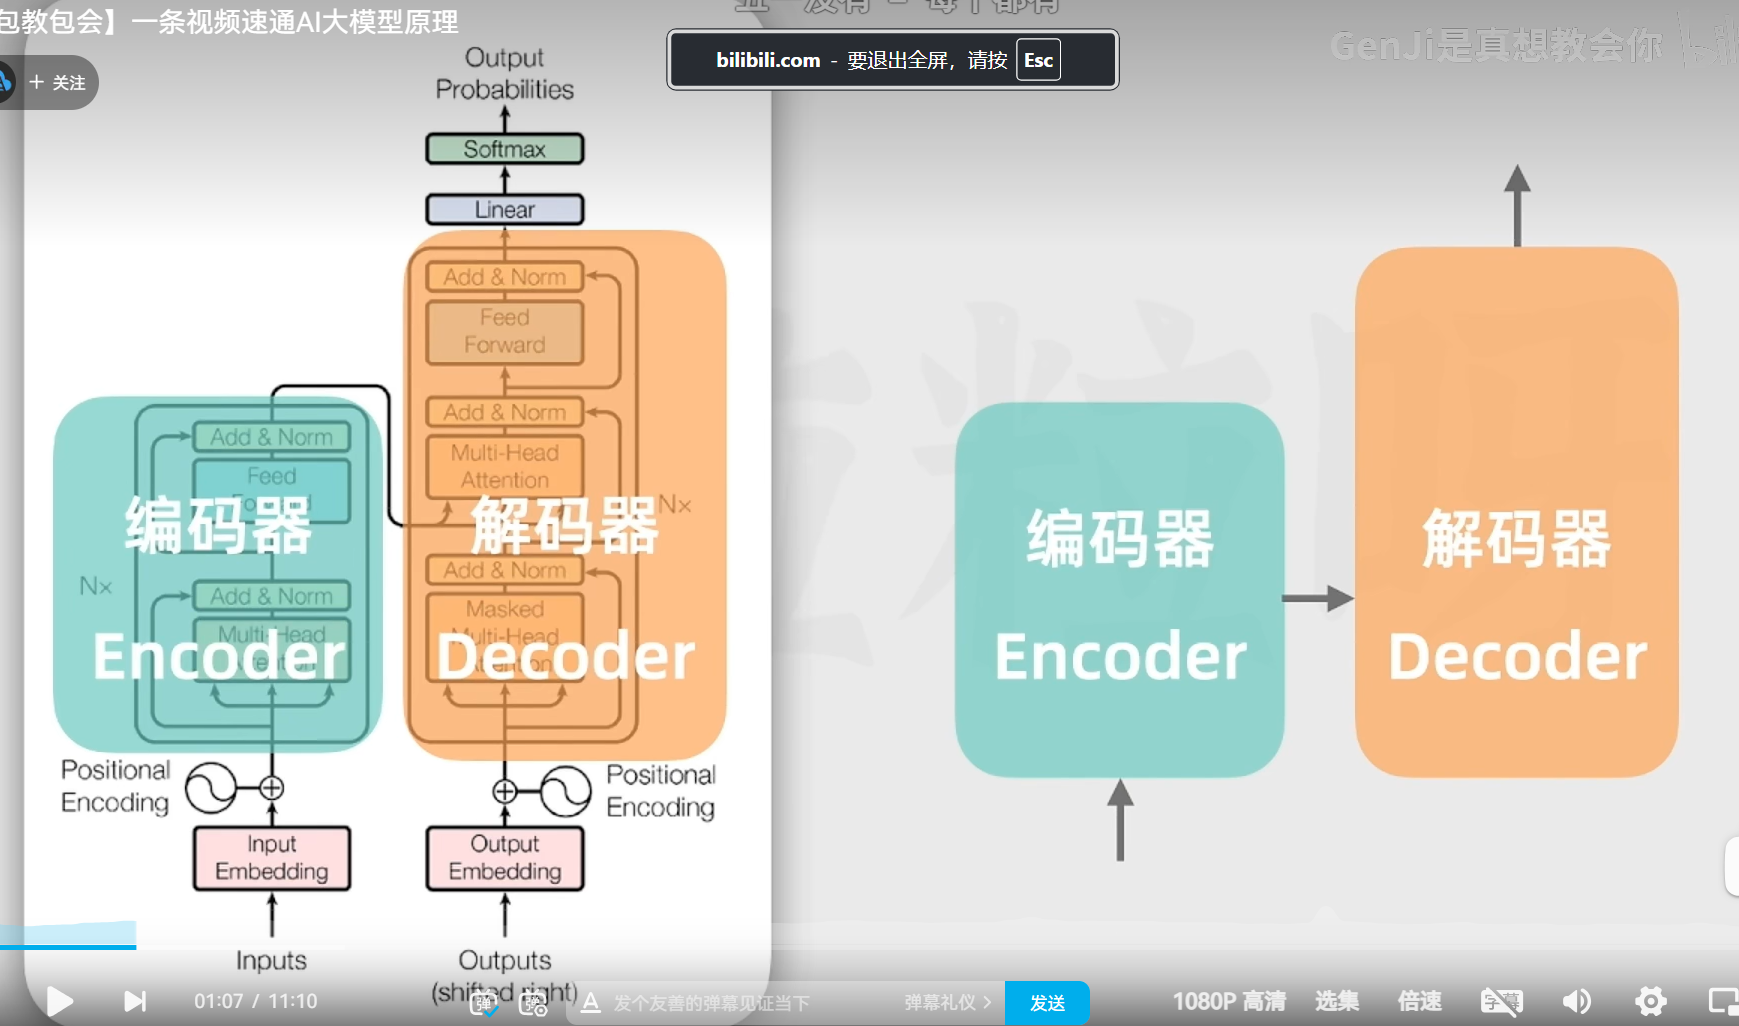 包教包会】一条视频速通AI大模型原理
+ 关注
bilibili.com - 要退出全屏，请按 Esc
GenJi是真想教会你
Output
Probabilities
Softmax
Linear
Add & Norm
Feed
Forward
Add & Norm
Multi-Head
Attention
Nx
解码器
Add & Norm
Masked
Multi-Head
Attention
Decoder
Add & Norm
Feed
Forward
编码器
Nx
Add & Norm
Multi-Head
Attention
Encoder
Positional
Encoding
Positional
Encoding
Input
Embedding
Output
Embedding
Inputs
Outputs
(shifted right)
编码器
Encoder
解码器
Decoder
01:07 / 11:10
弹
弹
A 发个友善的弹幕见证当下
弹幕礼仪 >
发送
1080P 高清
选集
倍速
字幕